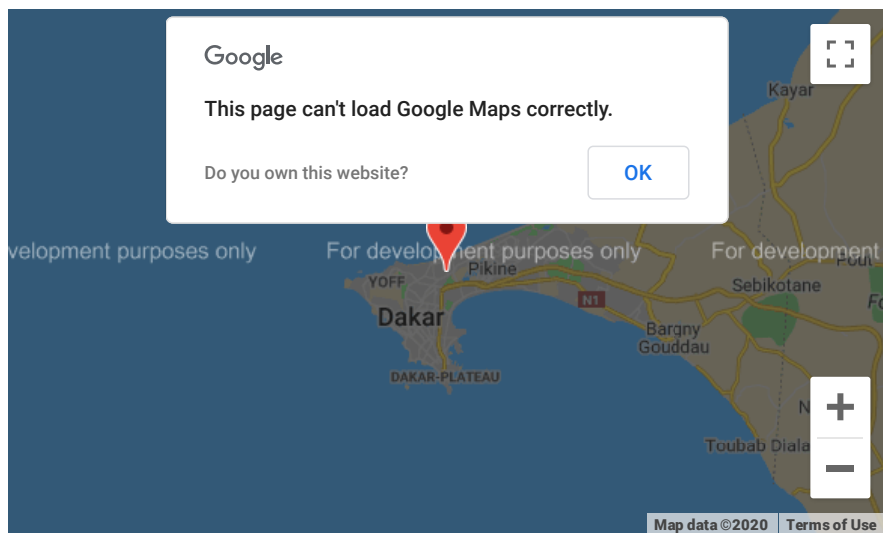 Google
This page can't load Google Maps correctly.
Do you own this website?
OK
Kayar
velopment purposes only
For development purposes only
For development
Pout
YOFF
Pikine
Sebikotane
N1
Dakar
Bargny
Gouddau
DAKAR-PLATEAU
Toubab Diala
Map data ©2020
Terms of Use